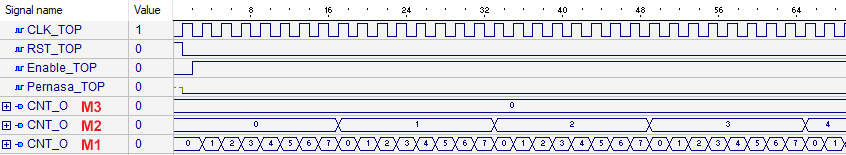 Signal name Value 8 16 24 32 40 48 56 64
CLK_TOP 1
RST_TOP 0
Enable_TOP 0
Pernasa_TOP 0
CNT_O M3 0 0
CNT_O M2 0 0 1 2 3 4
CNT_O M1 0 0 1 2 3 4 5 6 7 0 1 2 3 4 5 6 7 0 1 2 3 4 5 6 7 0 1 2 3 4 5 6 7 0 1